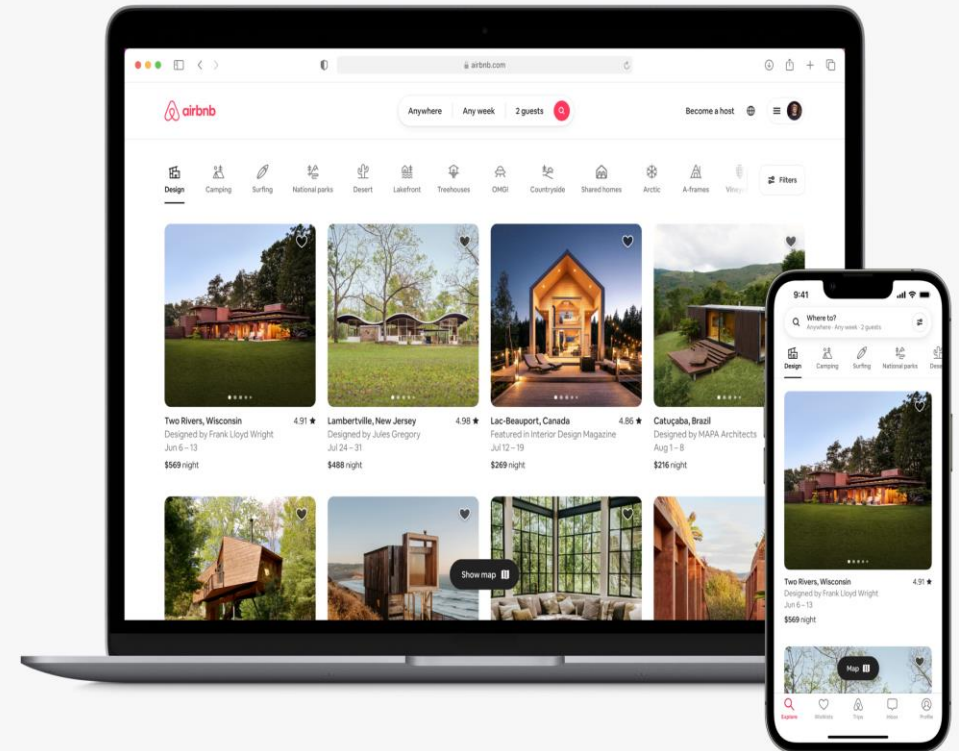 airbnb.com
airbnb
Anywhere Any week 2 guests
Become a host
Design Camping Surfing National parks Desert Lakefront Treehouses OMG! Countryside Shared homes Arctic A-frames
Filters
Two Rivers, Wisconsin 4.91 ★
Designed by Frank Lloyd Wright
Jun 6 – 13
$569 night
Lambertville, New Jersey 4.98 ★
Designed by Jules Gregory
Jul 24 – 31
$488 night
Lac-Beauport, Canada 4.86 ★
Featured in Interior Design Magazine
Jul 12 – 19
$269 night
Catuçaba, Brazil
Designed by MAPA Architects
Aug 1 – 8
$216 night
Show map
9:41
Where to?
Anywhere · Any week · 2 guests
Design Camping Surfing National parks
Two Rivers, Wisconsin 4.91 ★
Designed by Frank Lloyd Wright
Jun 6 – 13
$569 night
Map
Explore Wishlists Trips Inbox Profile